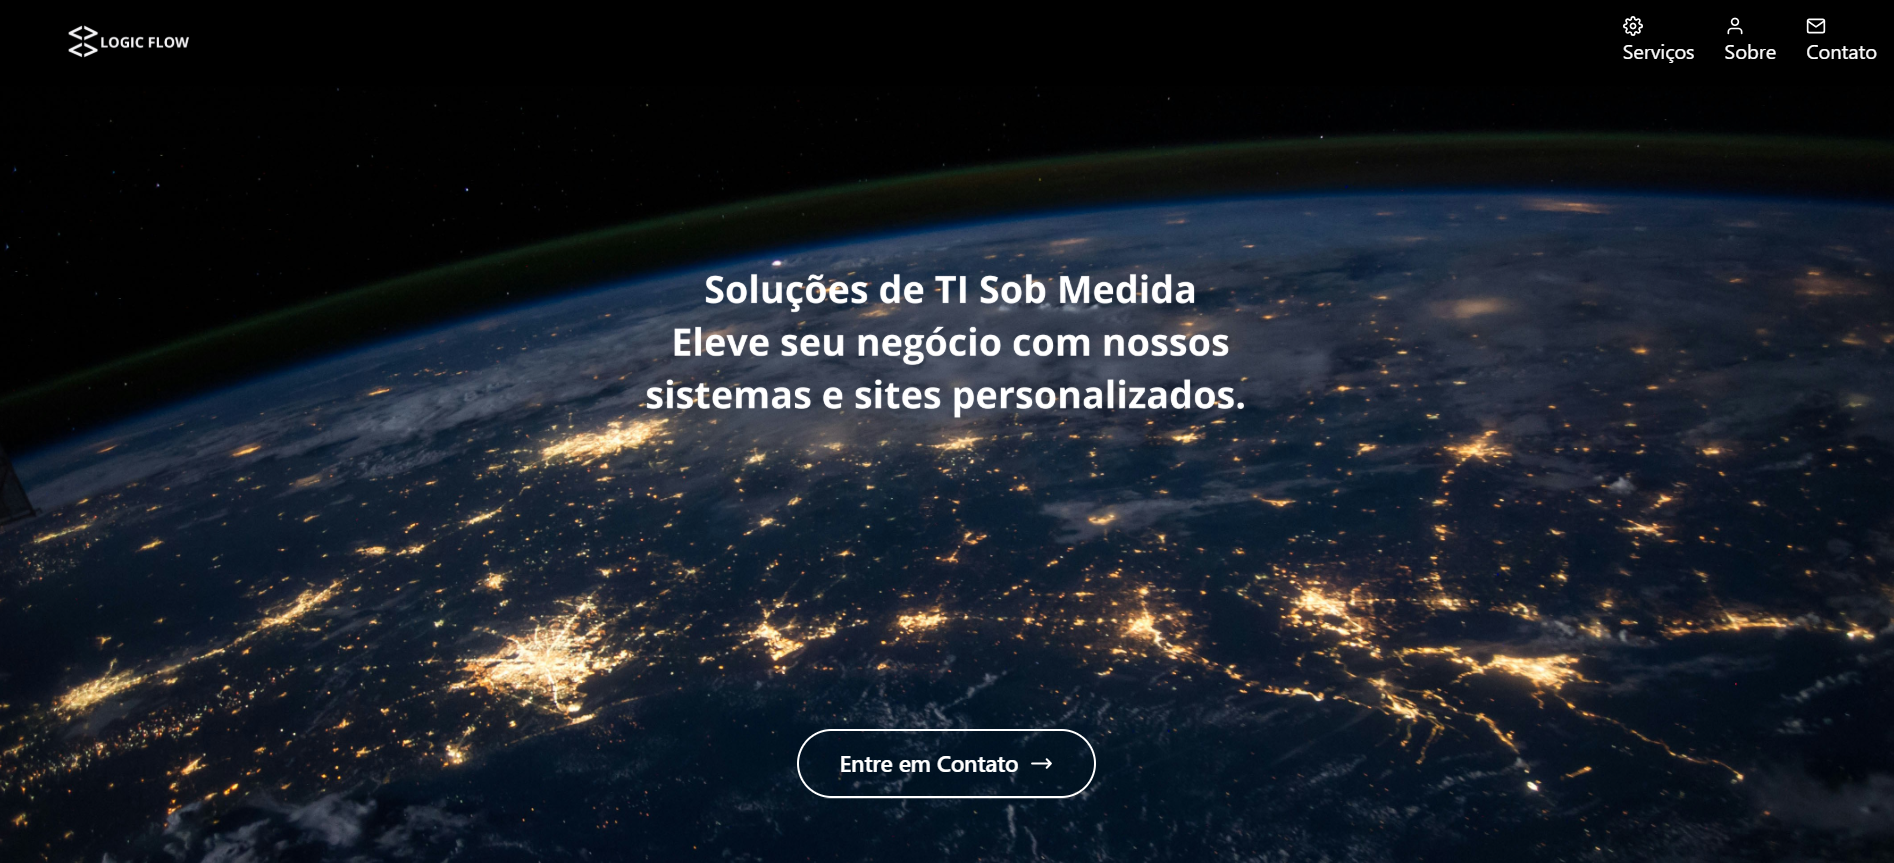 LOGIC FLOW
Serviços
Sobre
Contato
Soluções de TI Sob Medida
Eleve seu negócio com nossos
sistemas e sites personalizados.
Entre em Contato →